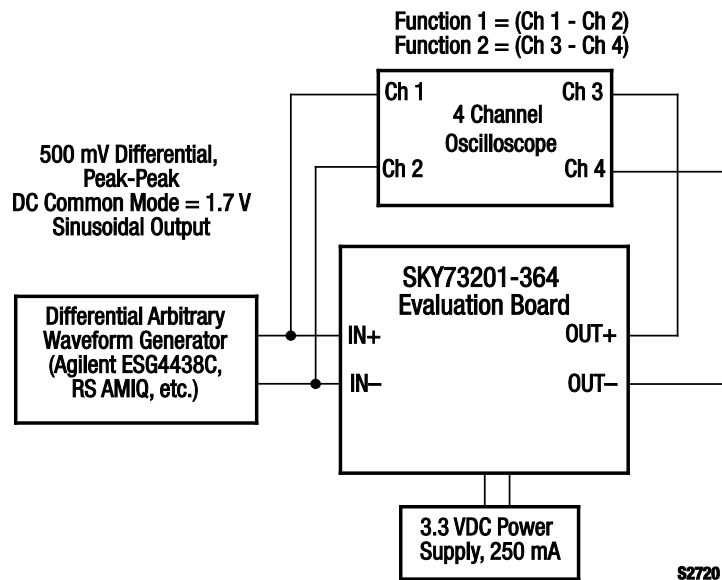 Function 1 = (Ch 1 - Ch 2)
Function 2 = (Ch 3 - Ch 4)
Ch 1
Ch 3
4 Channel
Oscilloscope
Ch 2
Ch 4
500 mV Differential,
Peak-Peak
DC Common Mode = 1.7 V
Sinusoidal Output
SKY73201-364
Evaluation Board
Differential Arbitrary
Waveform Generator
(Agilent ESG4438C,
RS AMIQ, etc.)
IN+
OUT+
IN–
OUT–
3.3 VDC Power
Supply, 250 mA
S2720